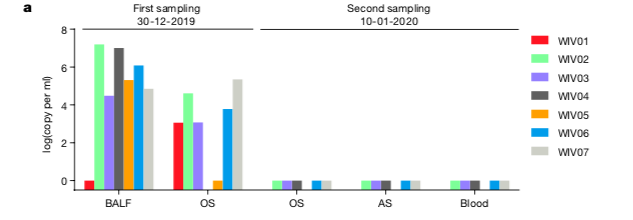 a
First sampling
30-12-2019
Second sampling
10-01-2020
log(copy per ml)
8
6
4
2
0
BALF
OS
OS
AS
Blood
WIV01
WIV02
WIV03
WIV04
WIV05
WIV06
WIV07